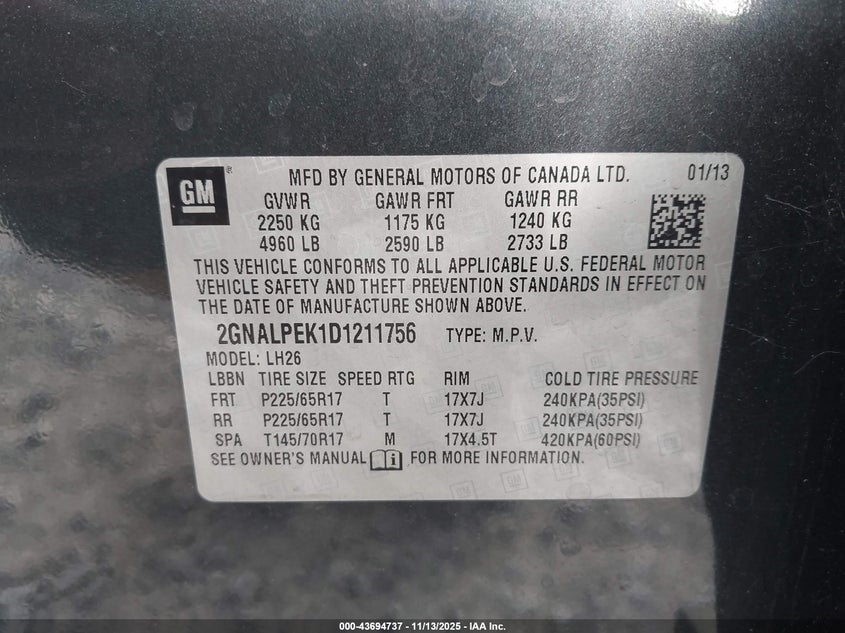 GM
MFD BY GENERAL MOTORS OF CANADA LTD. 01/13
GVWR GAWR FRT GAWR RR
2250 KG 1175 KG 1240 KG
4960 LB 2590 LB 2733 LB
THIS VEHICLE CONFORMS TO ALL APPLICABLE U.S. FEDERAL MOTOR
VEHICLE SAFETY AND THEFT PREVENTION STANDARDS IN EFFECT ON
THE DATE OF MANUFACTURE SHOWN ABOVE.
2GNALPEK1D1211756 TYPE: M.P.V.
MODEL: LH26
LBBN TIRE SIZE SPEED RTG RIM COLD TIRE PRESSURE
FRT P225/65R17 T 17X7J 240KPA(35PSI)
RR P225/65R17 T 17X7J 240KPA(35PSI)
SPA T145/70R17 M 17X4.5T 420KPA(60PSI)
SEE OWNER'S MANUAL FOR MORE INFORMATION.
000-43694737 - 11/13/2025 - IAA Inc.